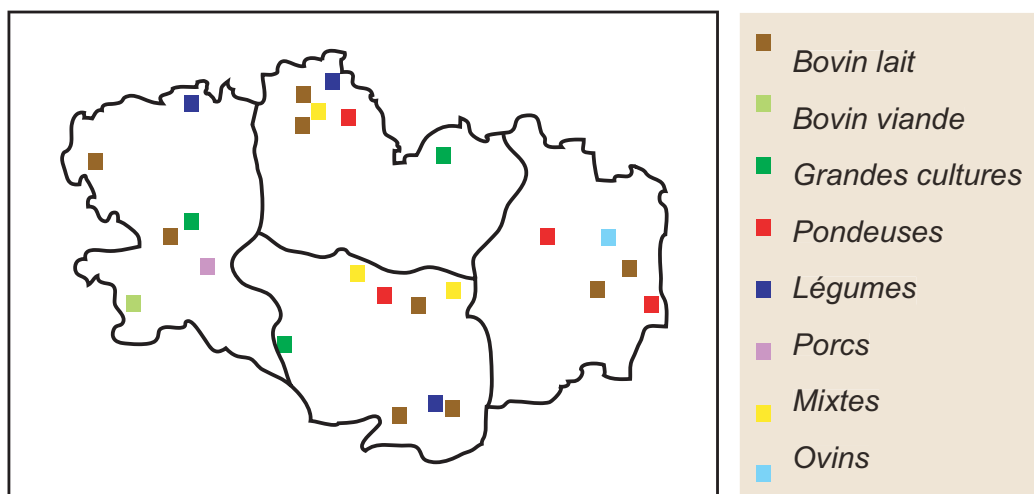 Bovin lait
Bovin viande
Grandes cultures
Pondeuses
Légumes
Porcs
Mixtes
Ovins